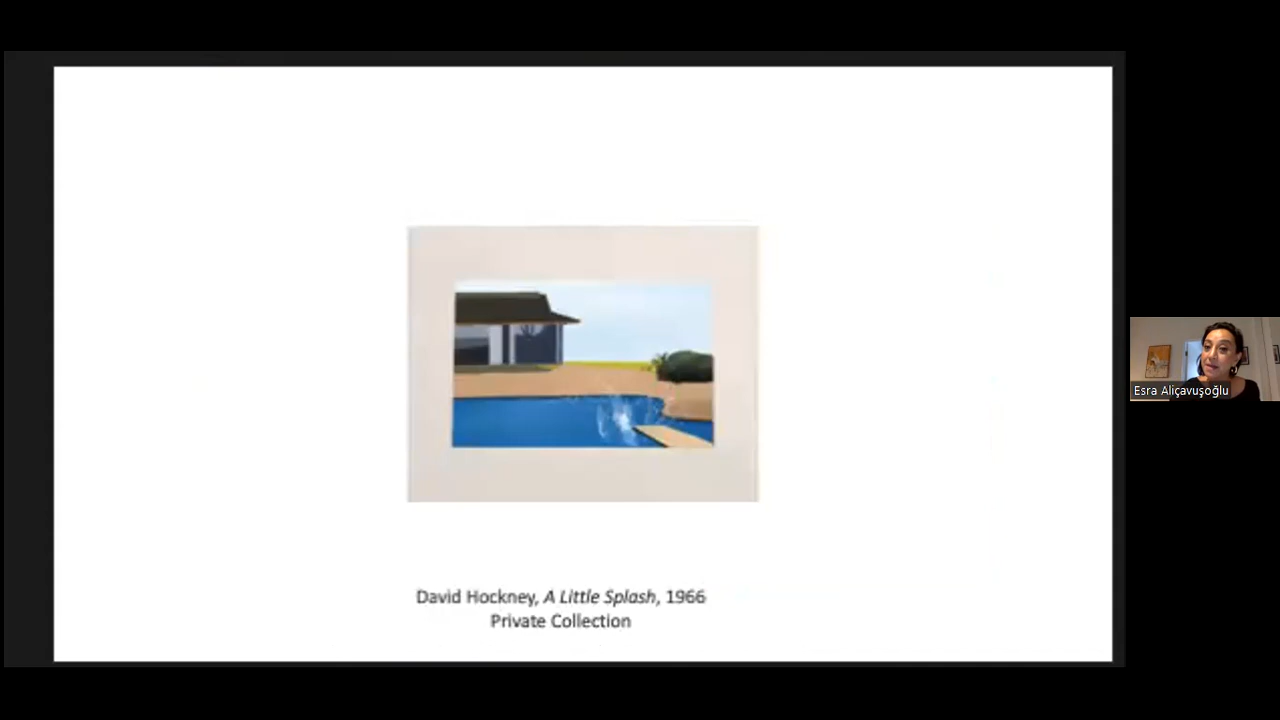 David Hockney, A Little Splash, 1966
Private Collection
Esra Aliçavuşoğlu